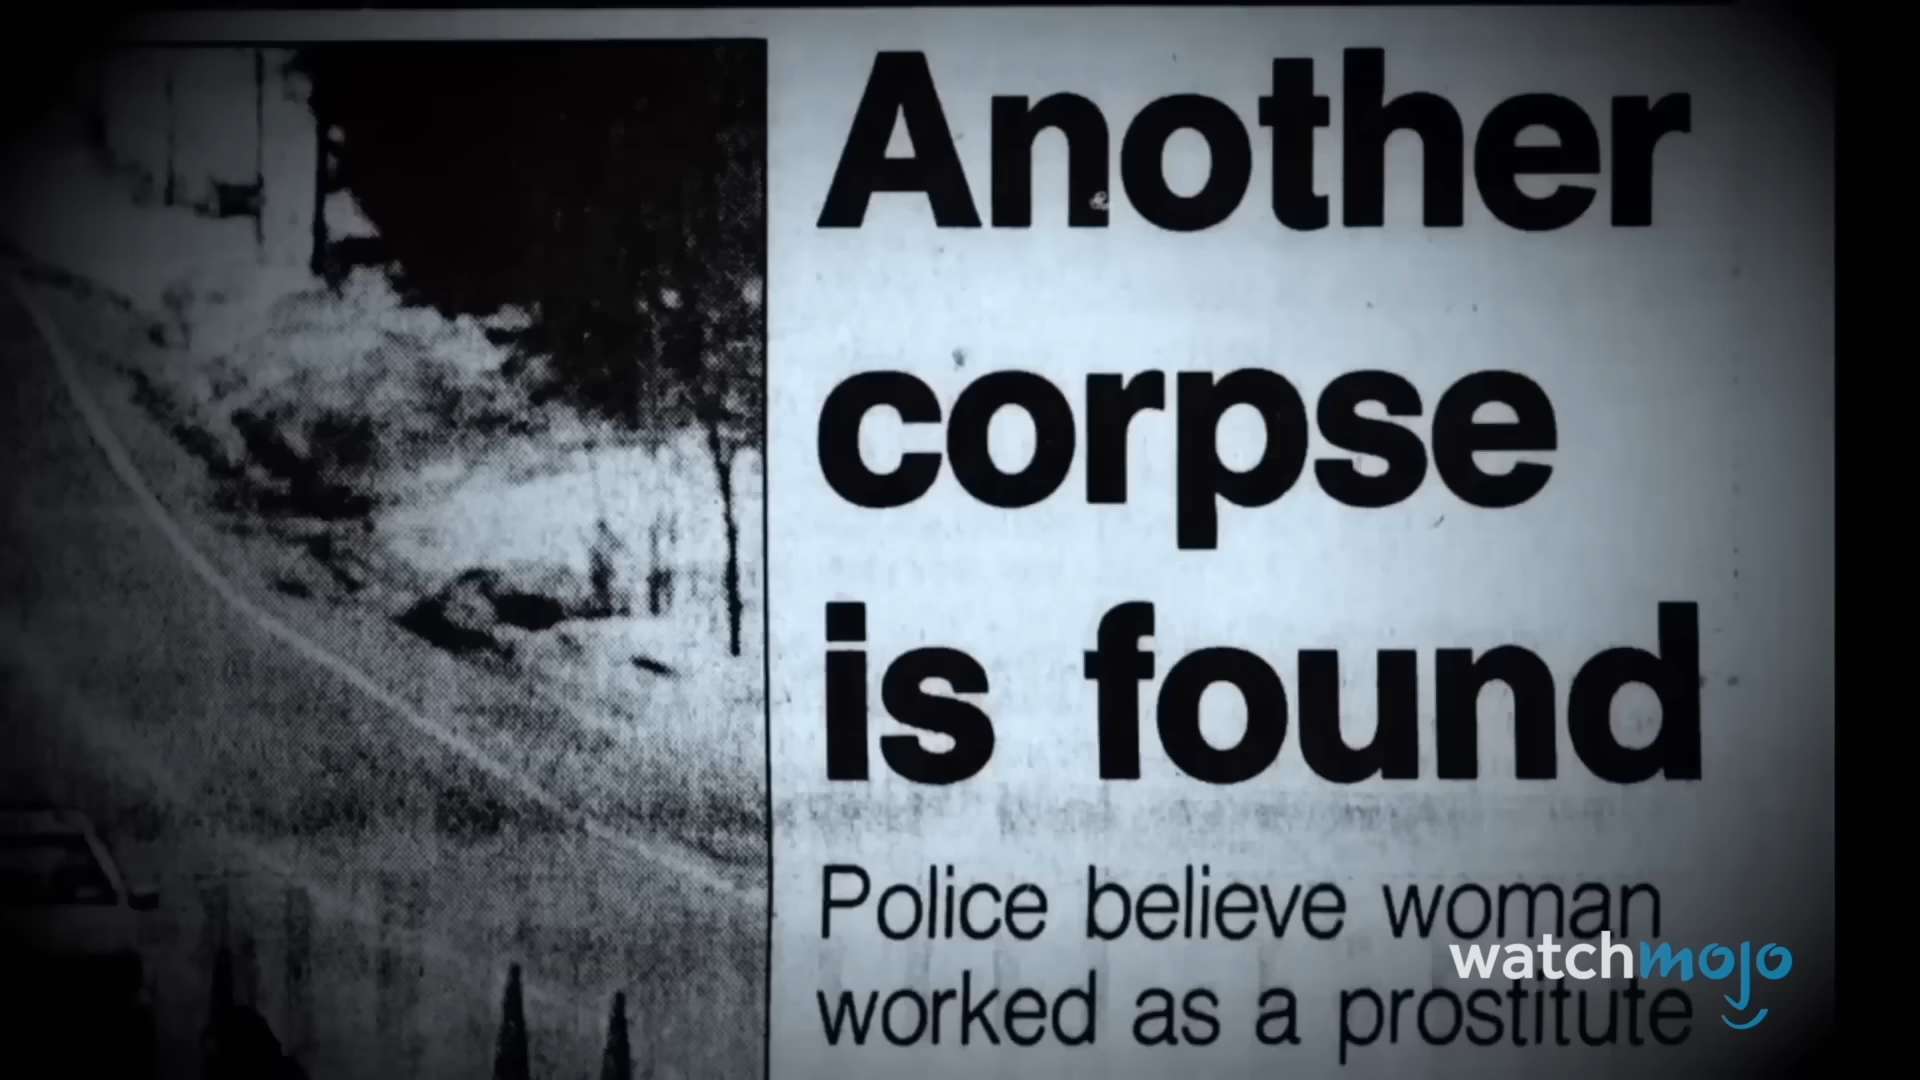 Another
corpse
is found
Police believe woman
worked as a prostitute
watchmojo